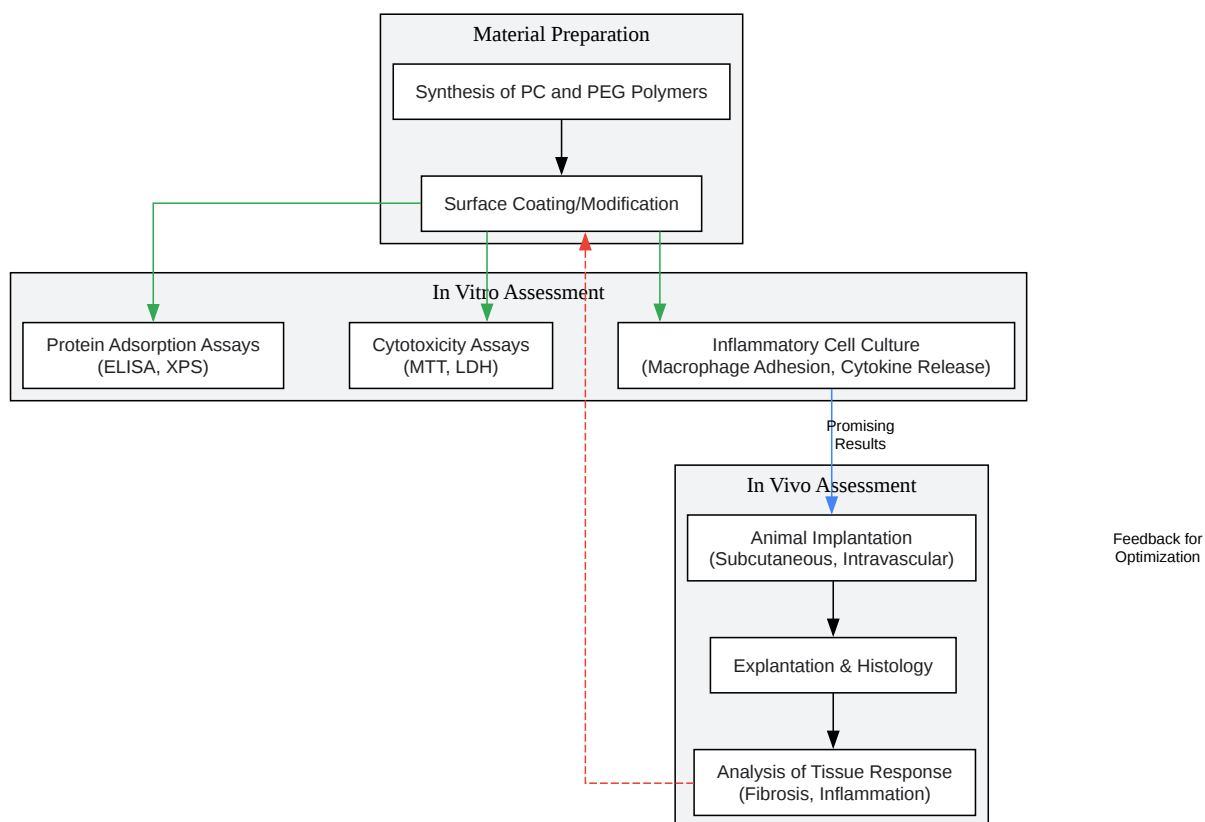 Material Preparation
Synthesis of PC and PEG Polymers
Surface Coating/Modification
In Vitro Assessment
Protein Adsorption Assays
(ELISA, XPS)
Cytotoxicity Assays
(MTT, LDH)
Inflammatory Cell Culture
(Macrophage Adhesion, Cytokine Release)
Promising
Results
In Vivo Assessment
Animal Implantation
(Subcutaneous, Intravascular)
Feedback for
Optimization
Explantation & Histology
Analysis of Tissue Response
(Fibrosis, Inflammation)